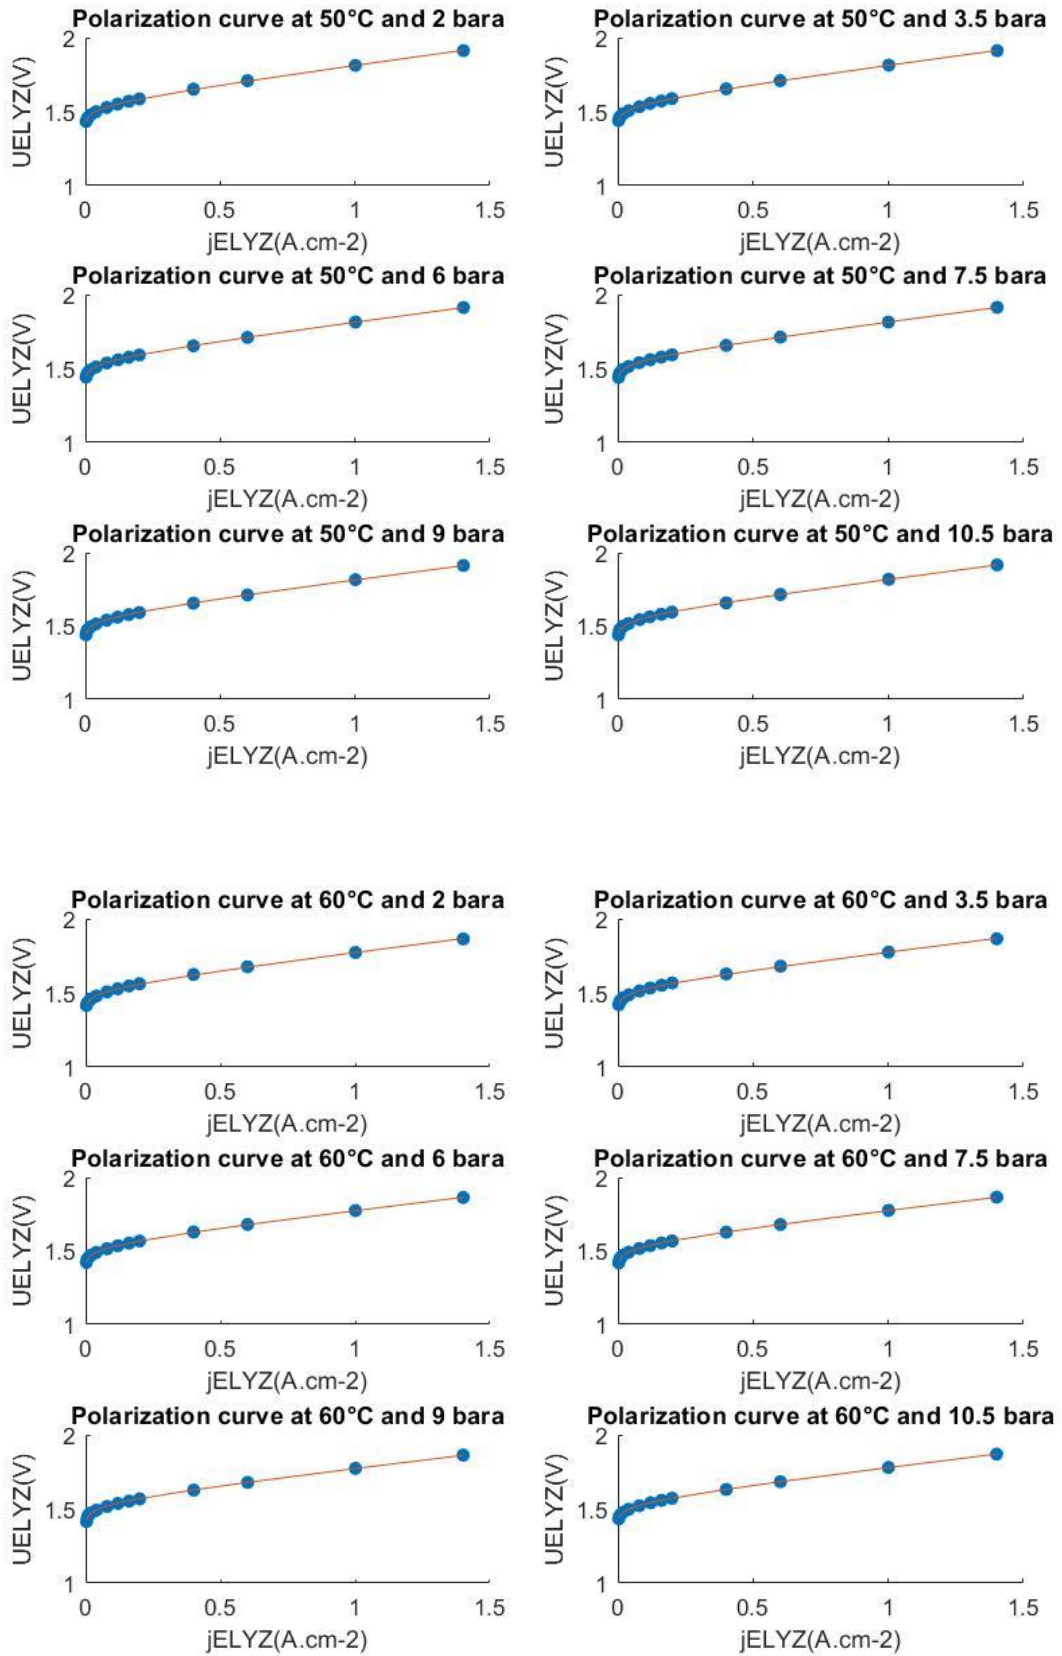 Polarization curve at 50°C and 2 bara
2
1.5
1
UELYZ(V)
0 0.5 1 1.5
jELYZ(A.cm-2)
Polarization curve at 50°C and 3.5 bara
2
1.5
1
UELYZ(V)
0 0.5 1 1.5
jELYZ(A.cm-2)
Polarization curve at 50°C and 6 bara
2
1.5
1
UELYZ(V)
0 0.5 1 1.5
jELYZ(A.cm-2)
Polarization curve at 50°C and 7.5 bara
2
1.5
1
UELYZ(V)
0 0.5 1 1.5
jELYZ(A.cm-2)
Polarization curve at 50°C and 9 bara
2
1.5
1
UELYZ(V)
0 0.5 1 1.5
jELYZ(A.cm-2)
Polarization curve at 50°C and 10.5 bara
2
1.5
1
UELYZ(V)
0 0.5 1 1.5
jELYZ(A.cm-2)
Polarization curve at 60°C and 2 bara
2
1.5
1
UELYZ(V)
0 0.5 1 1.5
jELYZ(A.cm-2)
Polarization curve at 60°C and 3.5 bara
2
1.5
1
UELYZ(V)
0 0.5 1 1.5
jELYZ(A.cm-2)
Polarization curve at 60°C and 6 bara
2
1.5
1
UELYZ(V)
0 0.5 1 1.5
jELYZ(A.cm-2)
Polarization curve at 60°C and 7.5 bara
2
1.5
1
UELYZ(V)
0 0.5 1 1.5
jELYZ(A.cm-2)
Polarization curve at 60°C and 9 bara
2
1.5
1
UELYZ(V)
0 0.5 1 1.5
jELYZ(A.cm-2)
Polarization curve at 60°C and 10.5 bara
2
1.5
1
UELYZ(V)
0 0.5 1 1.5
jELYZ(A.cm-2)